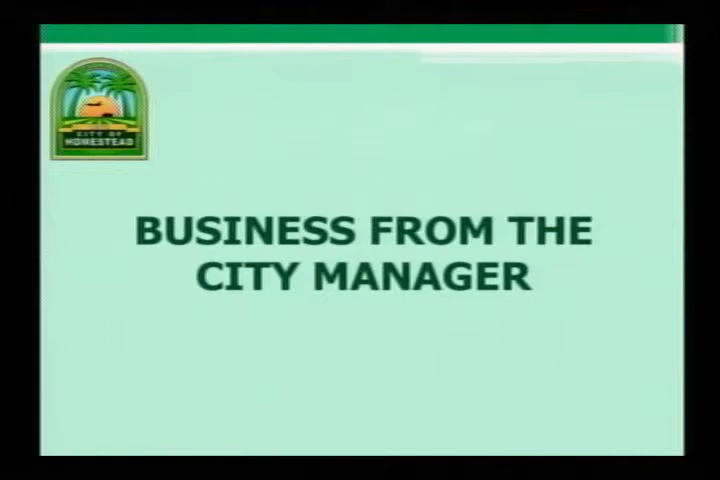 CITY OF
HOMESTEAD
BUSINESS FROM THE
CITY MANAGER